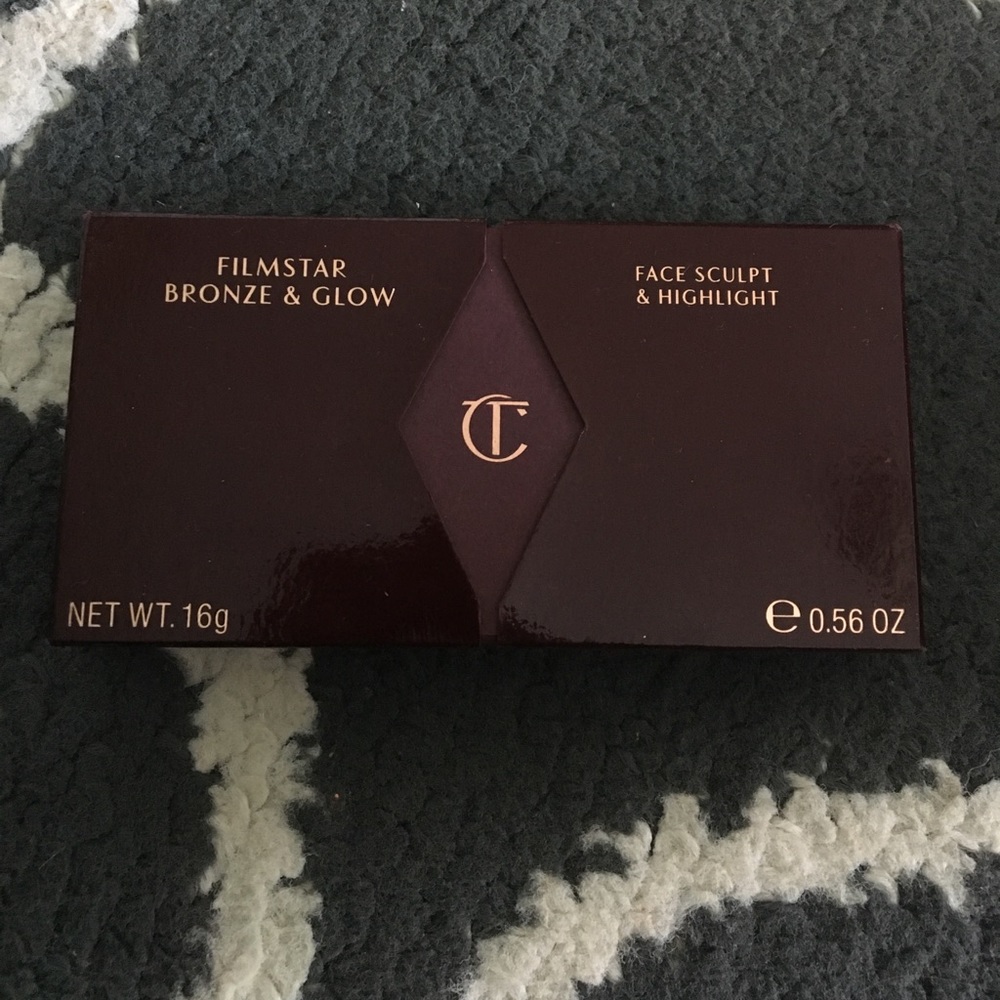 FILMSTAR
BRONZE & GLOW
FACE SCULPT
& HIGHLIGHT
CT
NET WT. 16g
℮ 0.56 OZ